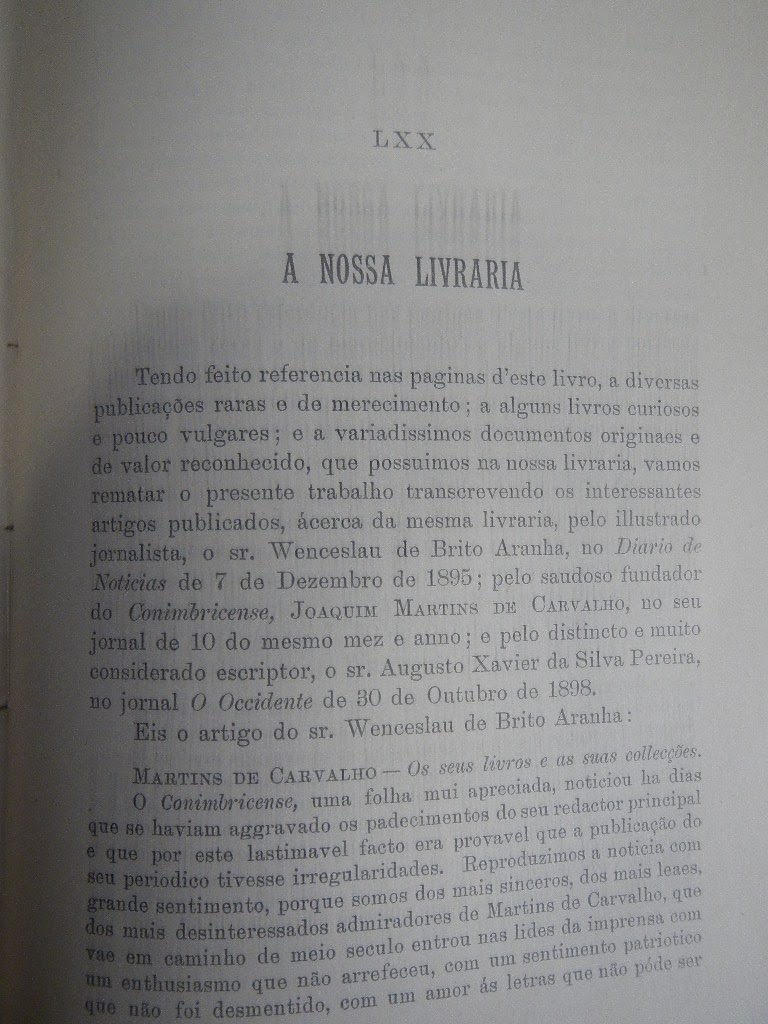 LXX
A NOSSA LIVRARIA
Tendo feito referencia nas paginas d'este livro, a diversas
publicações raras e de merecimento; a alguns livros curiosos
e pouco vulgares; e a variadissimos documentos originaes e
de valor reconhecido, que possuimos na nossa livraria, vamos
rematar o presente trabalho transcrevendo os interessantes
artigos publicados, ácerca da mesma livraria, pelo illustrado
jornalista, o sr. Wenceslau de Brito Aranha, no Diario de
Noticias de 7 de Dezembro de 1895; pelo saudoso fundador
do Conimbricense, JOAQUIM MARTINS DE CARVALHO, no seu
jornal de 10 do mesmo mez e anno; e pelo distincto e muito
considerado escriptor, o sr. Augusto Xavier da Silva Pereira,
no jornal O Occidente de 30 de Outubro de 1898.
Eis o artigo do sr. Wenceslau de Brito Aranha:
MARTINS DE CARVALHO — Os seus livros e as suas collecções.
O Conimbricense, uma folha mui apreciada, noticiou ha dias
que se haviam aggravado os padecimentos do seu redactor principal
e que por este lastimavel facto era provavel que a publicação do
seu periodico tivesse irregularidades. Reproduzimos a noticia com
grande sentimento, porque somos dos mais sinceros, dos mais leaes,
dos mais desinteressados admiradores de Martins de Carvalho, que
vae em caminho de meio seculo entrou nas lides da imprensa com
um enthusiasmo que não arrefeceu, com um sentimento patriotico
que não foi desmentido, com um amor ás letras que não póde ser